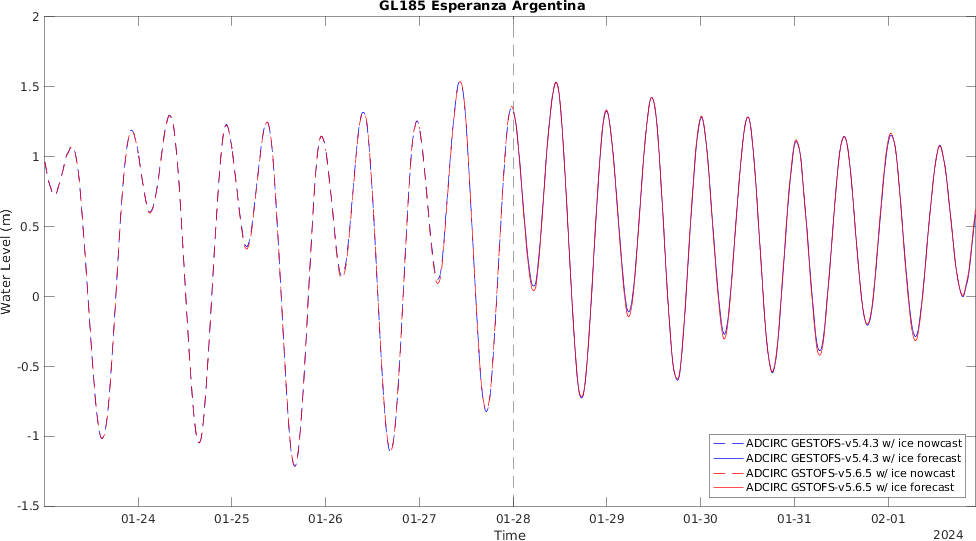 GL185 Esperanza Argentina
2
1.5
1
0.5
0
-0.5
-1
-1.5
Water Level (m)
ADCIRC GESTOFS-v5.4.3 w/ ice nowcast
ADCIRC GESTOFS-v5.4.3 w/ ice forecast
ADCIRC GSTOFS-v5.6.5 w/ ice nowcast
ADCIRC GSTOFS-v5.6.5 w/ ice forecast
01-24 01-25 01-26 01-27 01-28 01-29 01-30 01-31 02-01
Time
2024